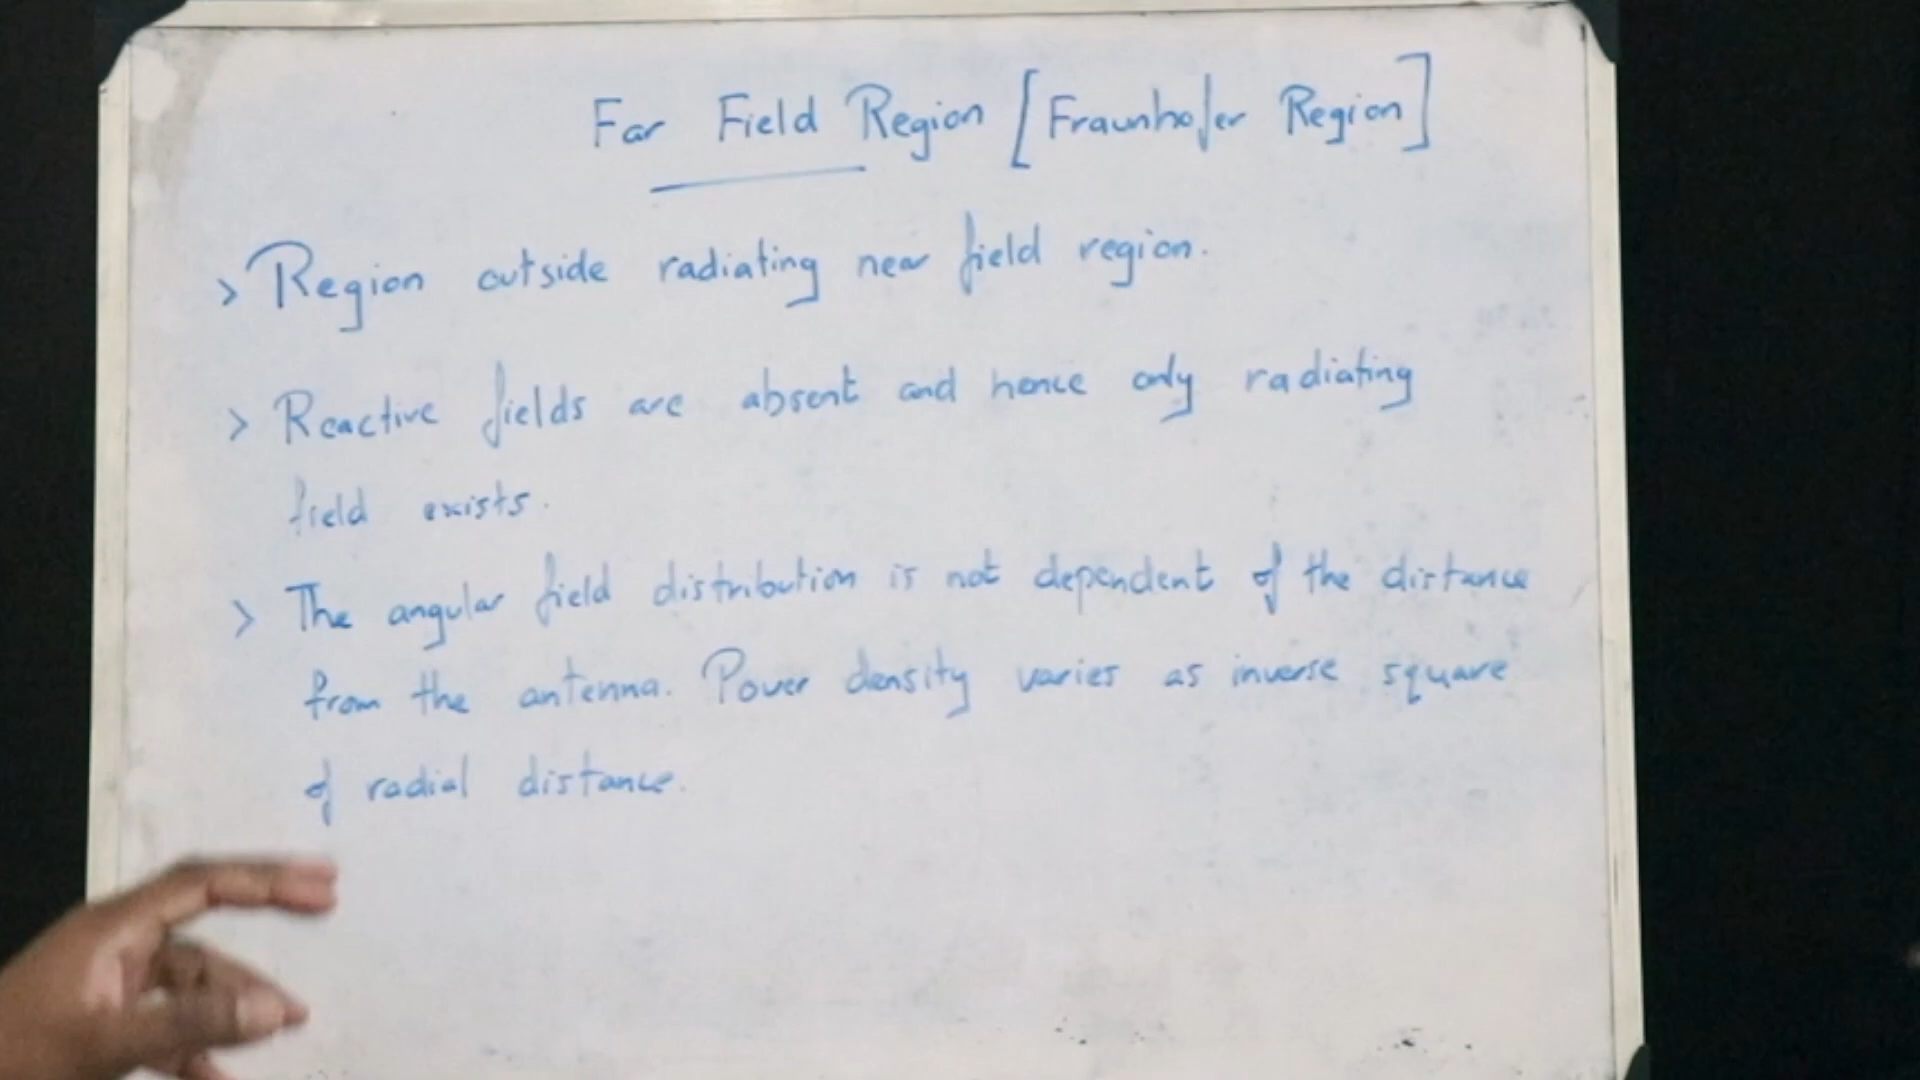 Far Field Region [Fraunhofer Region]
> Region outside radiating near field region.
> Reactive fields are absent and hence only radiating
field exists.
> The angular field distribution is not dependent of the distance
from the antenna. Power density varies as inverse square
of radial distance.